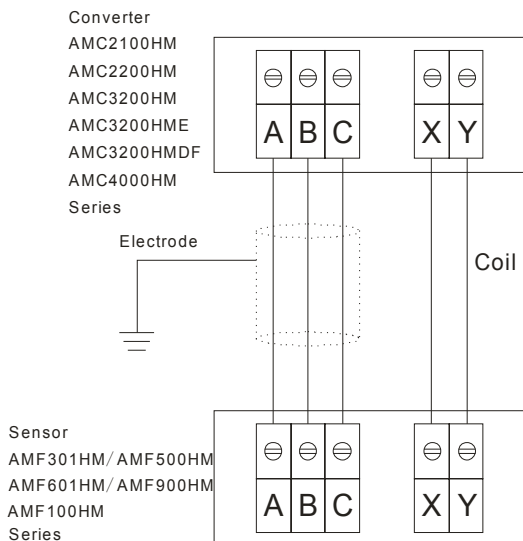 Converter
AMC2100HM
AMC2200HM
AMC3200HM
AMC3200HME
AMC3200HMDF
AMC4000HM
Series
A B C X Y
Electrode
Coil
Sensor
AMF301HM/AMF500HM
AMF601HM/AMF900HM
AMF100HM
Series
A B C X Y